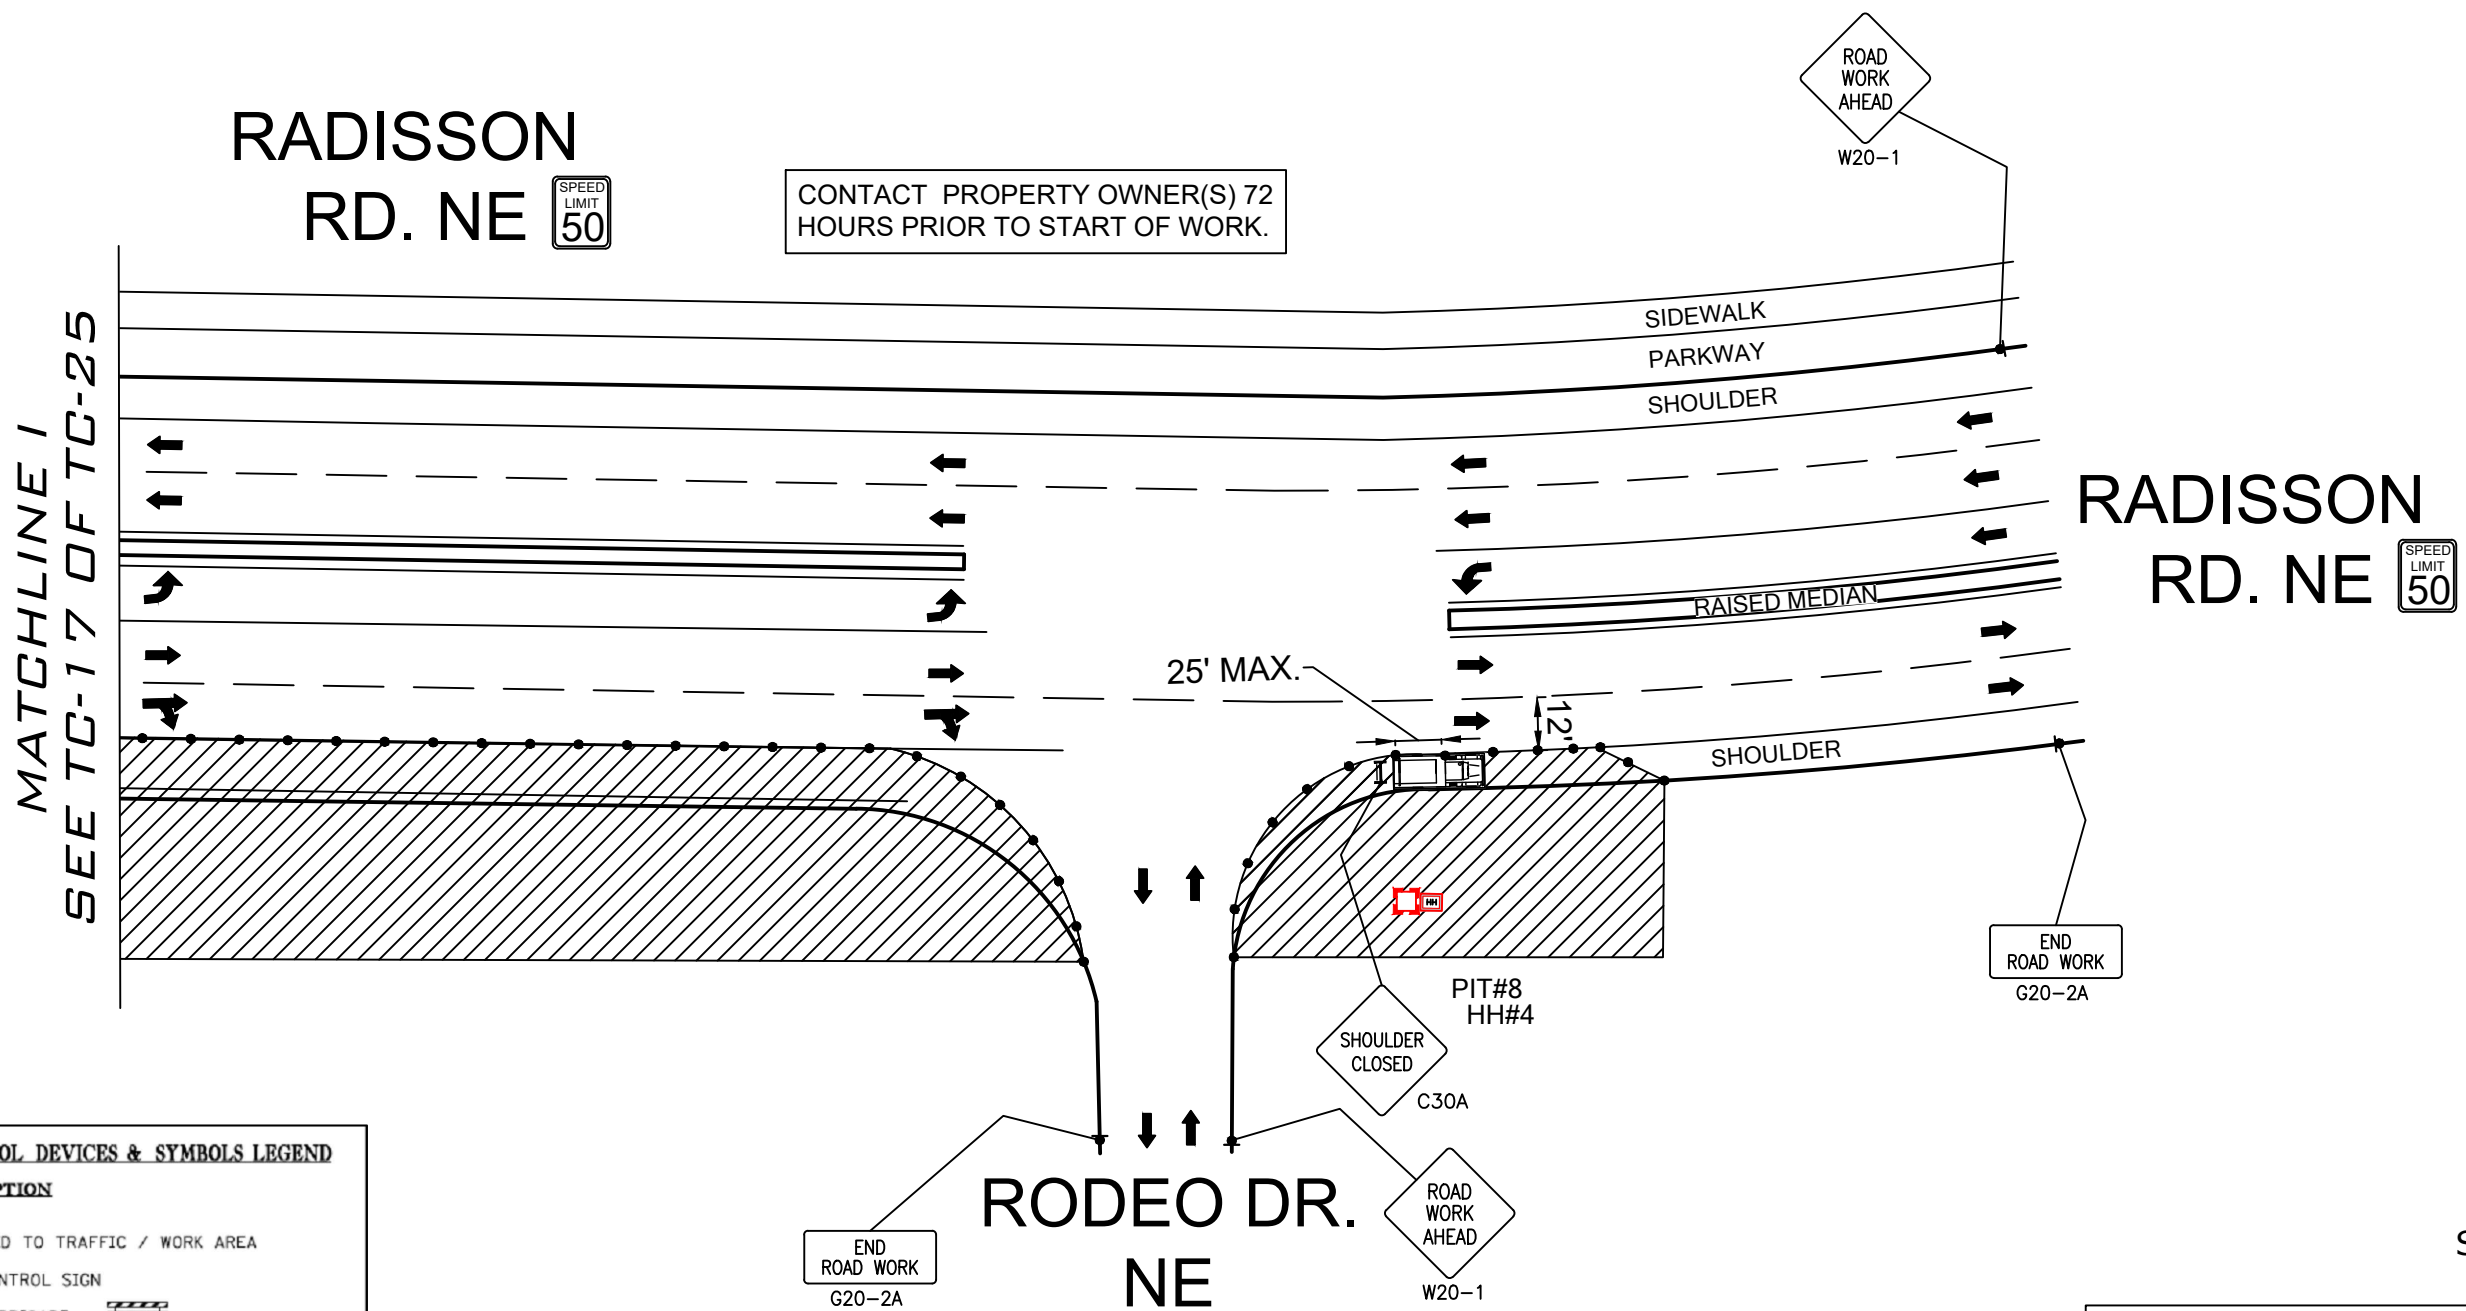 ROAD
WORK
AHEAD
W20-1
RADISSON
RD. NE
SPEED
LIMIT
50
CONTACT PROPERTY OWNER(S) 72
HOURS PRIOR TO START OF WORK.
MATCHLINE I
SEE TC-17 OF TC-25
SIDEWALK
PARKWAY
SHOULDER
RADISSON
RD. NE
SPEED
LIMIT
50
RAISED MEDIAN
25' MAX.
12'
SHOULDER
HH
END
ROAD WORK
G20-2A
PIT#8
HH#4
SHOULDER
CLOSED
C30A
OL DEVICES & SYMBOLS LEGEND
PTION
D TO TRAFFIC / WORK AREA
NTROL SIGN
END
ROAD WORK
G20-2A
RODEO DR.
NE
ROAD
WORK
AHEAD
W20-1
S